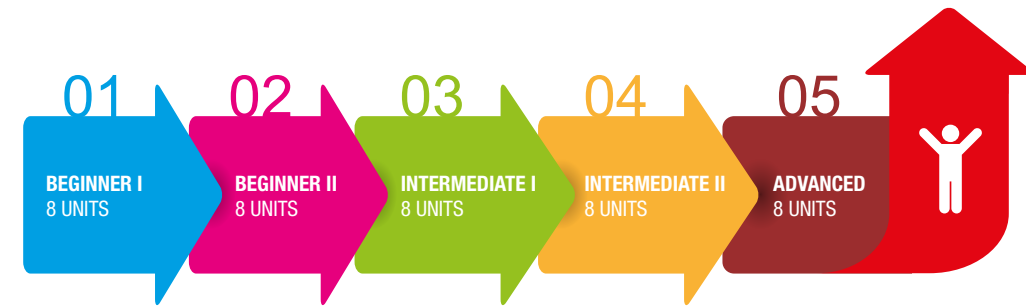 01
BEGINNER I
8 UNITS
02
BEGINNER II
8 UNITS
03
INTERMEDIATE I
8 UNITS
04
INTERMEDIATE II
8 UNITS
05
ADVANCED
8 UNITS